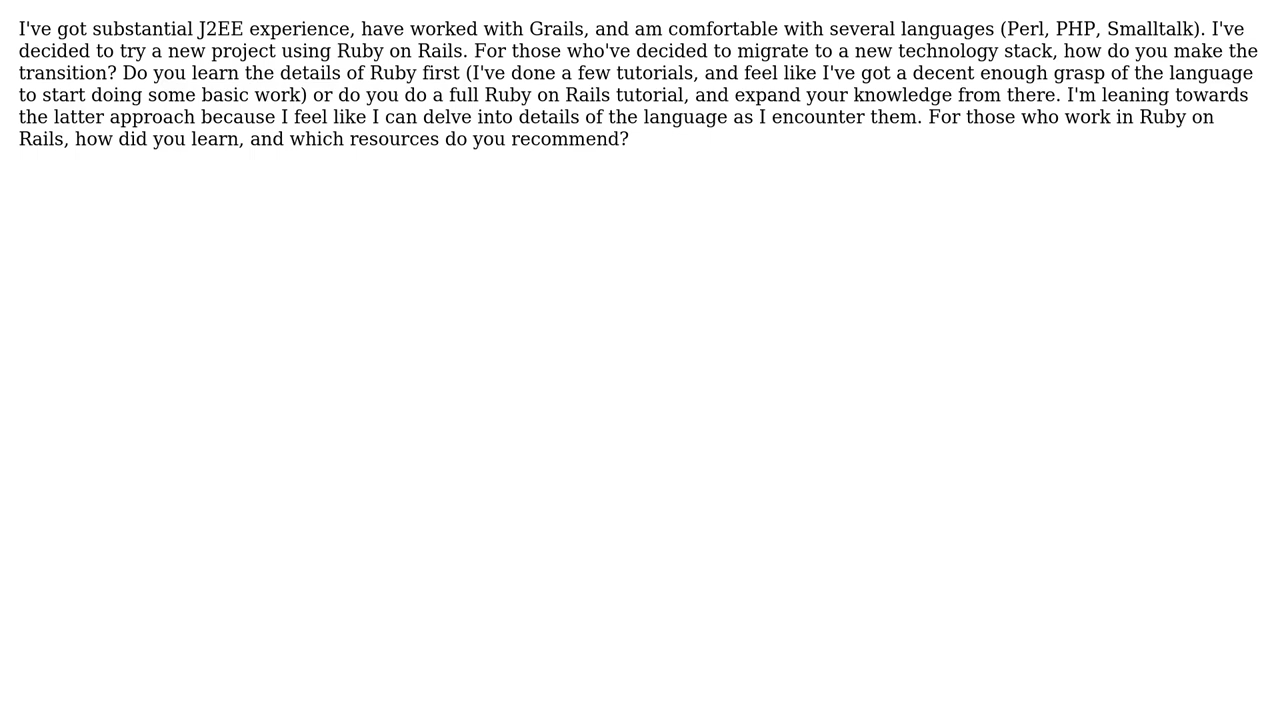 I've got substantial J2EE experience, have worked with Grails, and am comfortable with several languages (Perl, PHP, Smalltalk). I've
decided to try a new project using Ruby on Rails. For those who've decided to migrate to a new technology stack, how do you make the
transition? Do you learn the details of Ruby first (I've done a few tutorials, and feel like I've got a decent enough grasp of the language
to start doing some basic work) or do you do a full Ruby on Rails tutorial, and expand your knowledge from there. I'm leaning towards
the latter approach because I feel like I can delve into details of the language as I encounter them. For those who work in Ruby on
Rails, how did you learn, and which resources do you recommend?